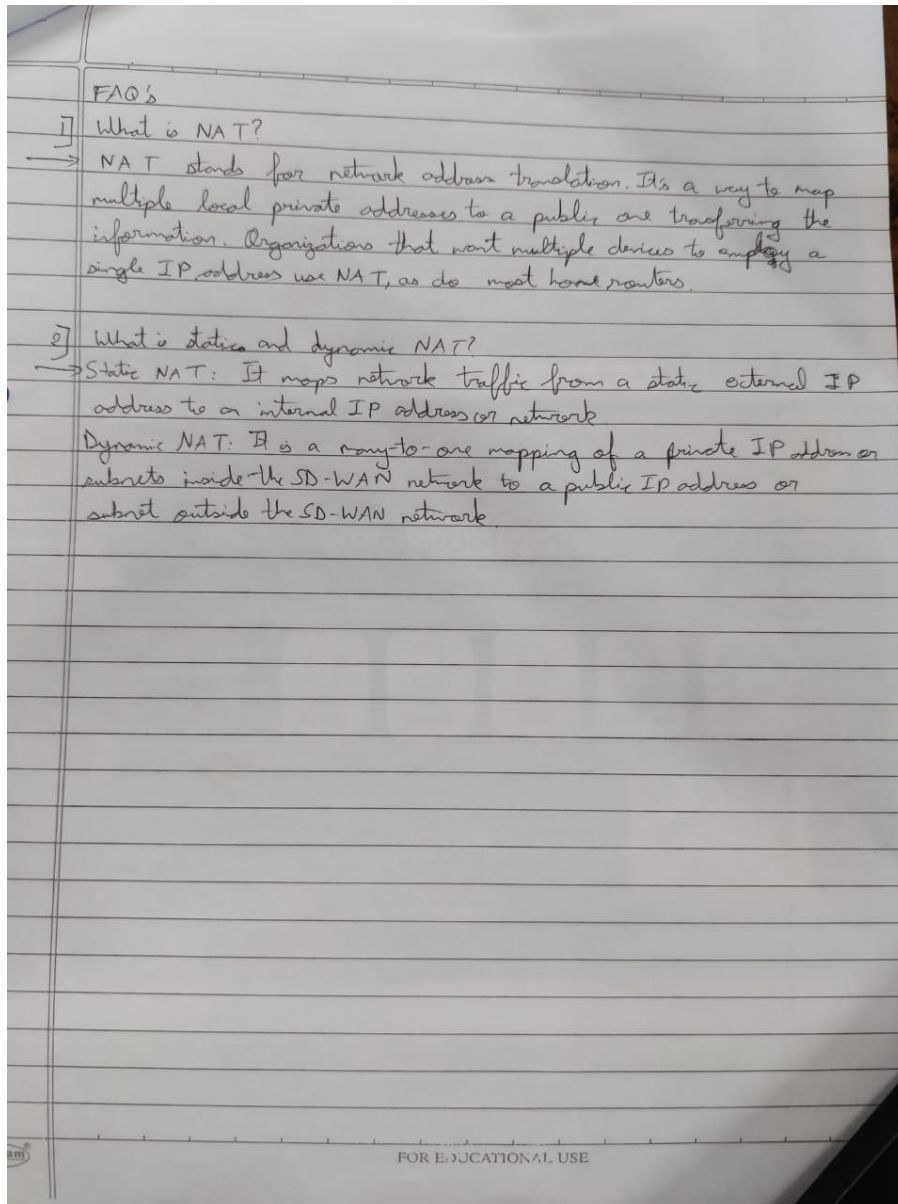 FAQ's
1] What is NAT?
→ NAT stands for network address translation. It's a way to map
multiple local private addresses to a public one trasferring the
information. Organizations that want multiple devices to employ a
single IP address use NAT, as do most home routers.
2] What is static and dynamic NAT?
→ Static NAT: It maps network traffic from a static external IP
address to an internal IP address or network
Dynamic NAT: It is a many-to-one mapping of a private IP address or
subnets inside the SD-WAN network to a public IP address or
subnet outside the SD-WAN network.
am
FOR EDUCATIONAL USE